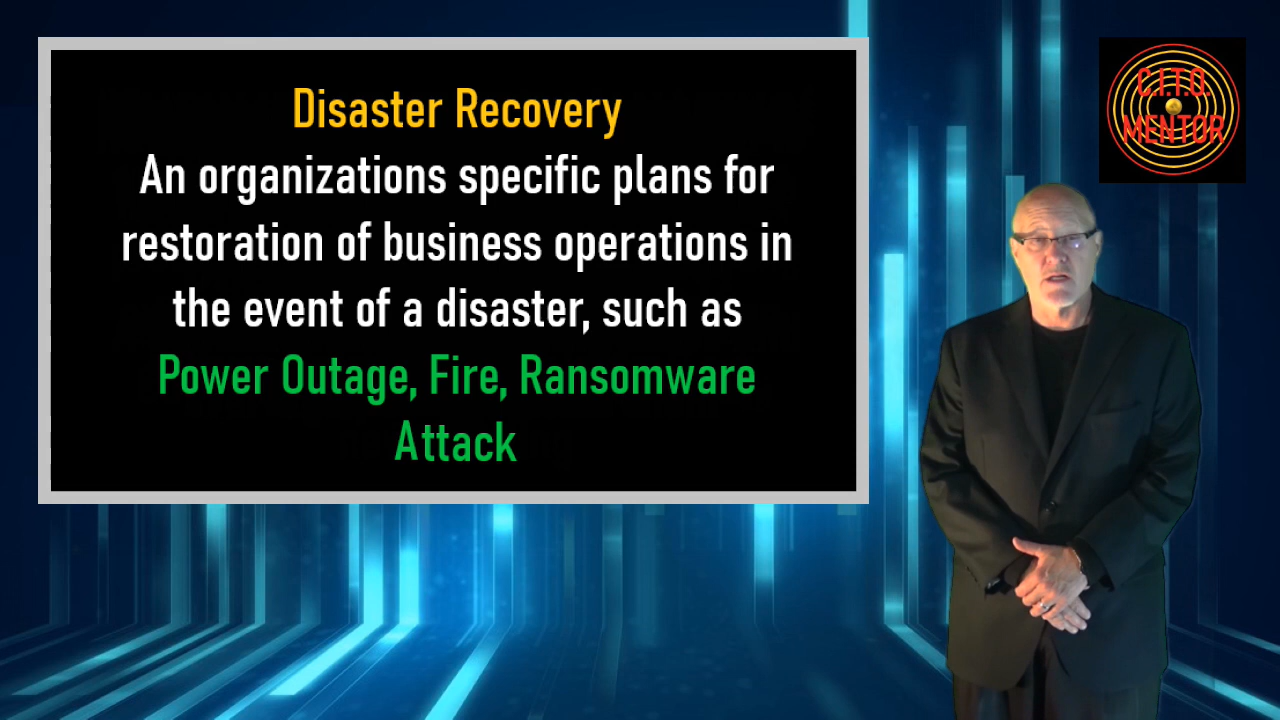 Disaster Recovery
An organizations specific plans for
restoration of business operations in
the event of a disaster, such as
Power Outage, Fire, Ransomware
Attack
C.I.T.O.
MENTOR